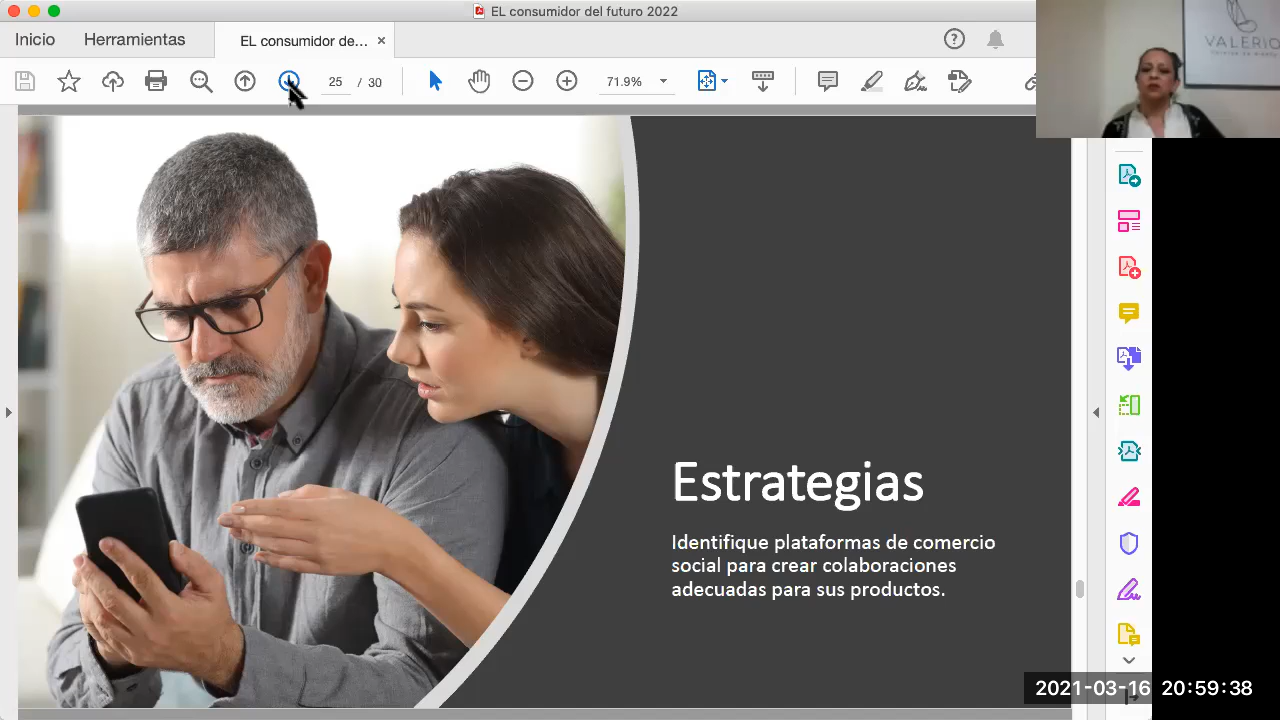 EL consumidor del futuro 2022
Inicio
Herramientas
EL consumidor de...
25 / 30
71.9%
VALERIO
Estrategias
Identifique plataformas de comercio
social para crear colaboraciones
adecuadas para sus productos.
2021-03-16 20:59:38